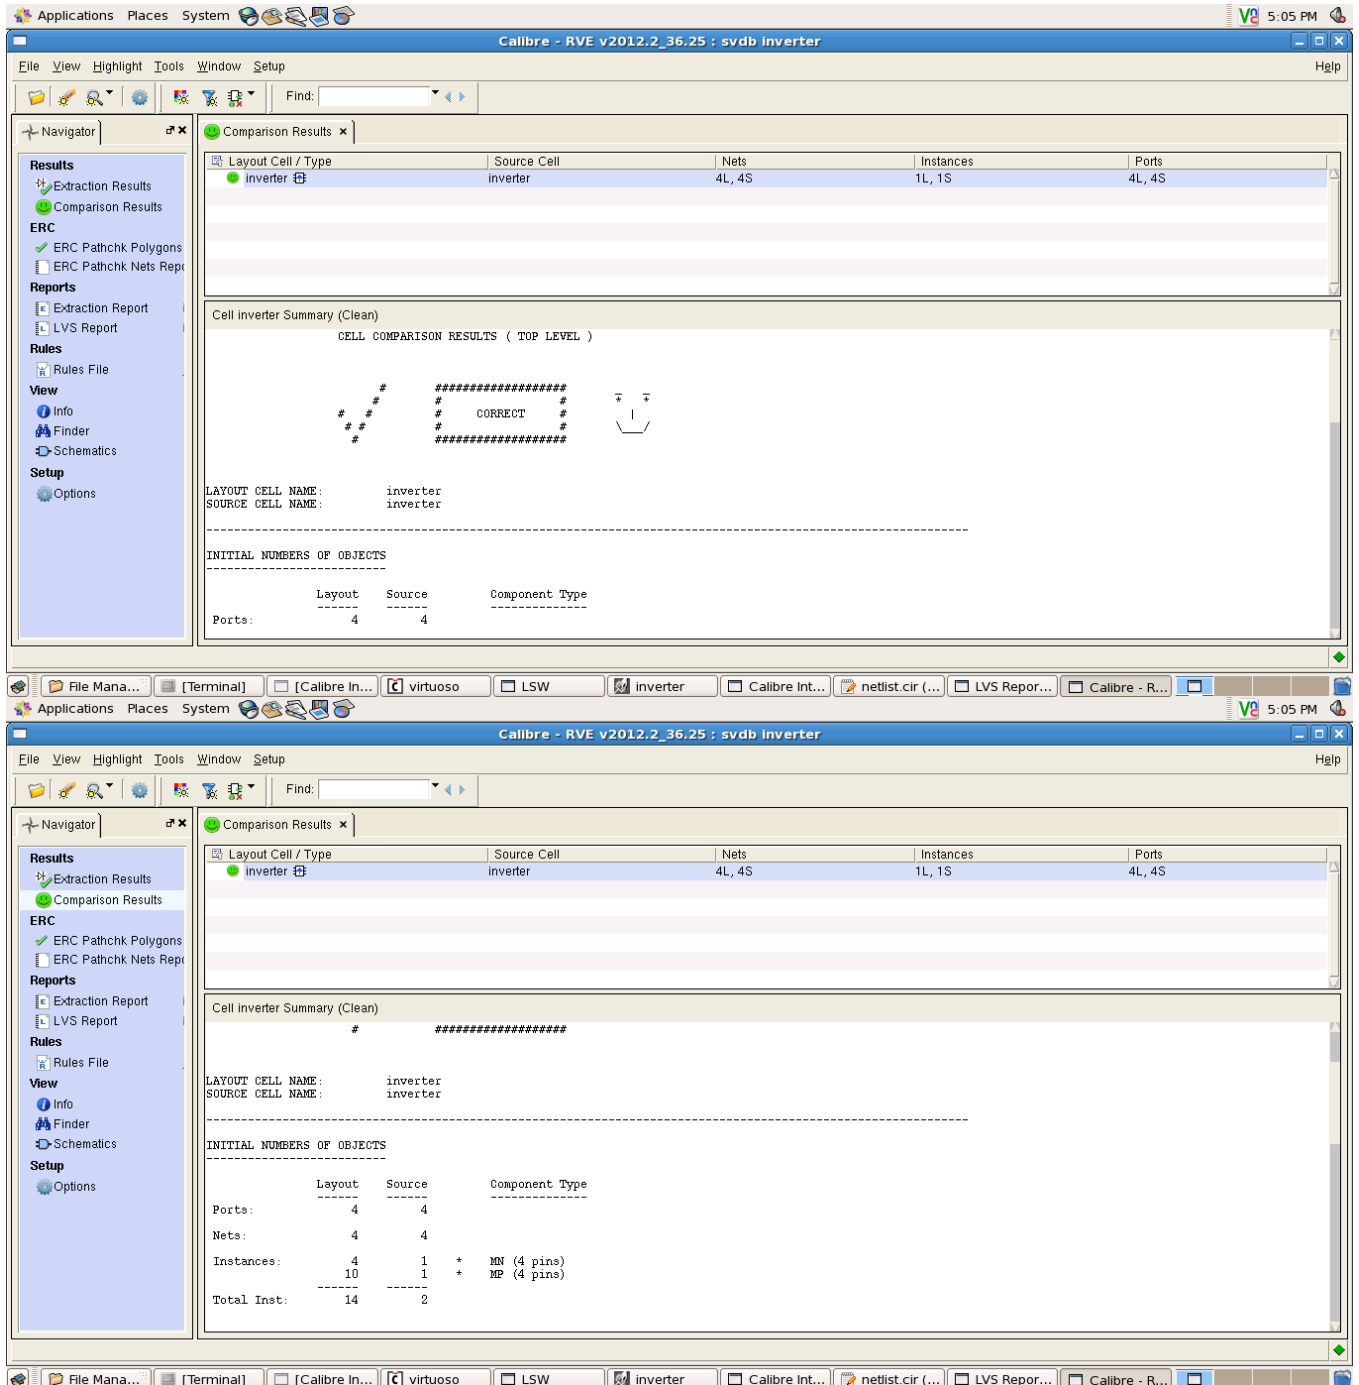 Applications Places System 5:05 PM
Calibre - RVE v2012.2_36.25 : svdb inverter
File View Highlight Tools Window Setup Help
Find:
Navigator
Comparison Results
Results
Extraction Results
Comparison Results
ERC
ERC Pathchk Polygons
ERC Pathchk Nets Repo
Reports
Extraction Report
LVS Report
Rules
Rules File
View
Info
Finder
Schematics
Setup
Options
Layout Cell / Type Source Cell Nets Instances Ports
inverter inverter 4L, 4S 1L, 1S 4L, 4S
Cell inverter Summary (Clean)
CELL COMPARISON RESULTS ( TOP LEVEL )
# ################### _ _
# # # * *
# # # CORRECT # |
# # # # \___/
# ###################
LAYOUT CELL NAME: inverter
SOURCE CELL NAME: inverter
INITIAL NUMBERS OF OBJECTS
Layout Source Component Type
Ports: 4 4
File Mana... [Terminal] [Calibre In... virtuoso LSW inverter Calibre Int... netlist.cir (... LVS Repor... Calibre - R...
Applications Places System 5:05 PM
Calibre - RVE v2012.2_36.25 : svdb inverter
File View Highlight Tools Window Setup Help
Find:
Navigator
Comparison Results
Results
Extraction Results
Comparison Results
ERC
ERC Pathchk Polygons
ERC Pathchk Nets Repo
Reports
Extraction Report
LVS Report
Rules
Rules File
View
Info
Finder
Schematics
Setup
Options
Layout Cell / Type Source Cell Nets Instances Ports
inverter inverter 4L, 4S 1L, 1S 4L, 4S
Cell inverter Summary (Clean)
# ###################
LAYOUT CELL NAME: inverter
SOURCE CELL NAME: inverter
INITIAL NUMBERS OF OBJECTS
Layout Source Component Type
Ports: 4 4
Nets: 4 4
Instances: 4 1 * MN (4 pins)
10 1 * MP (4 pins)
Total Inst: 14 2
File Mana... [Terminal] [Calibre In... virtuoso LSW inverter Calibre Int... netlist.cir (... LVS Repor... Calibre - R...